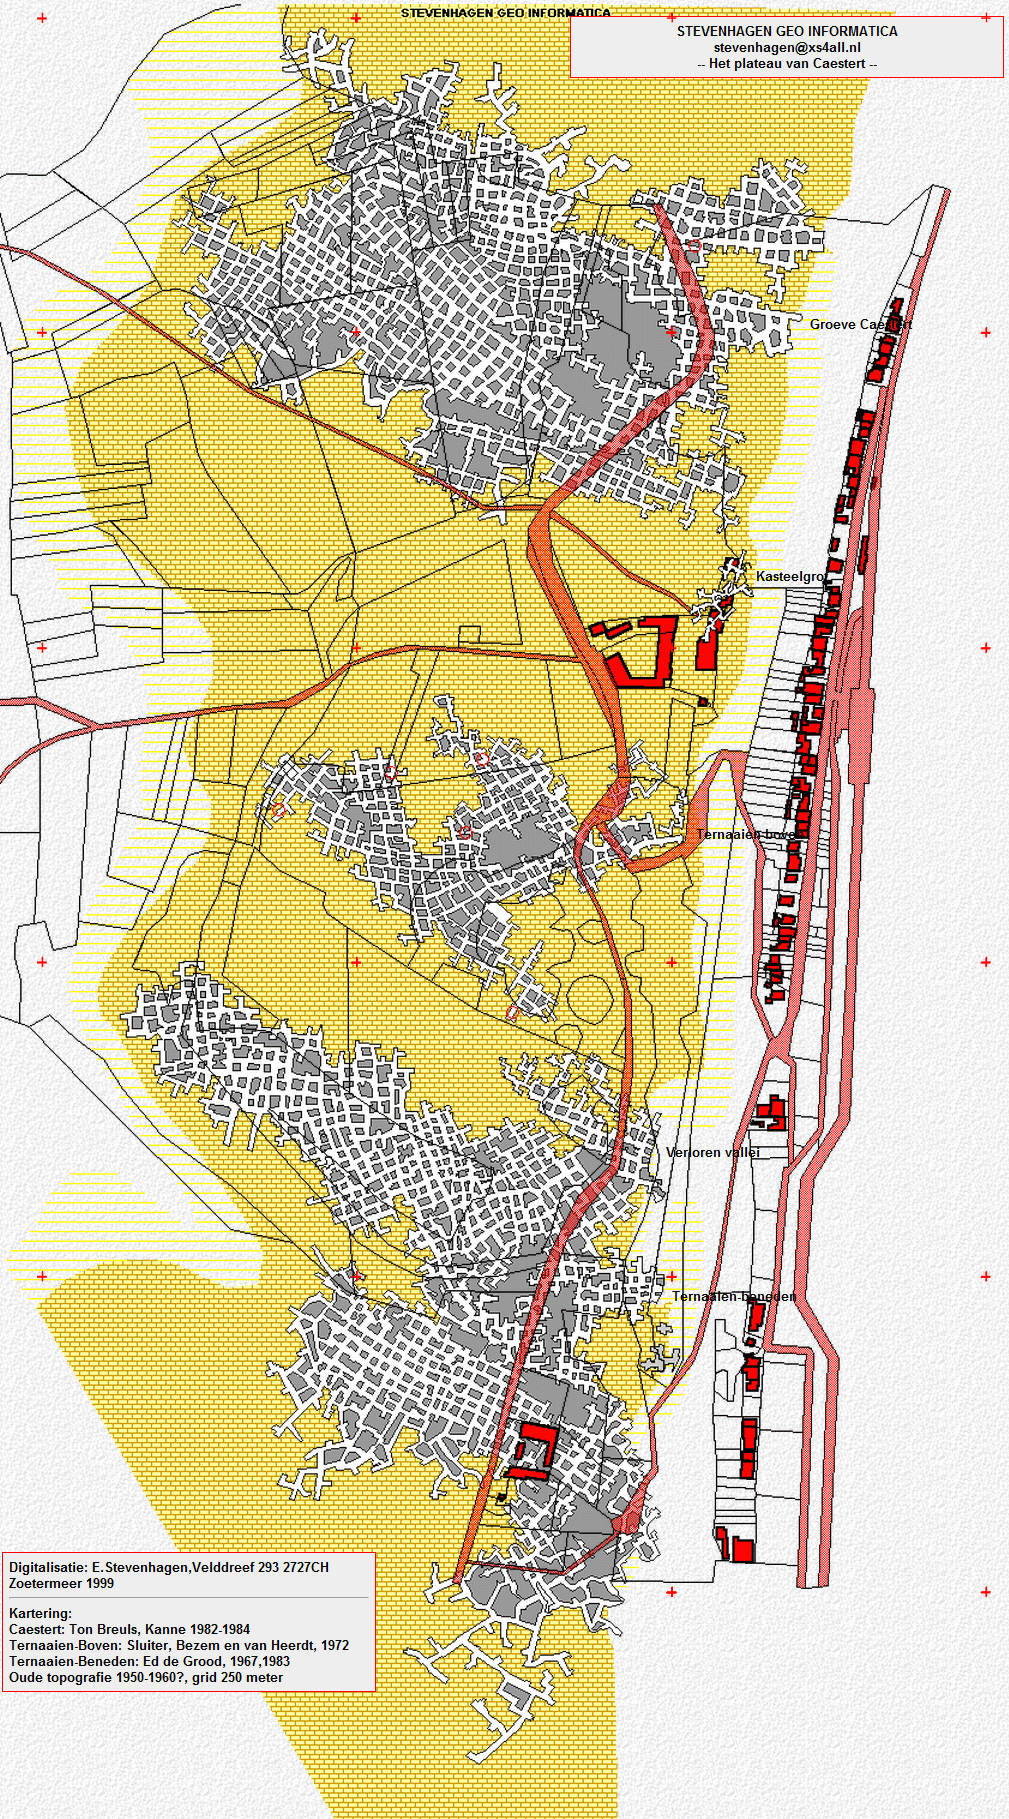 STEVENHAGEN GEO INFORMATICA
STEVENHAGEN GEO INFORMATICA
stevenhagen@xs4all.nl
-- Het plateau van Caestert --
Groeve Caestert
Kasteelgrot
Ternaaien-boven
Verloren vallei
Ternaaien-beneden
Digitalisatie: E.Stevenhagen,Velddreef 293 2727CH
Zoetermeer 1999
Kartering:
Caestert: Ton Breuls, Kanne 1982-1984
Ternaaien-Boven: Sluiter, Bezem en van Heerdt, 1972
Ternaaien-Beneden: Ed de Grood, 1967,1983
Oude topografie 1950-1960?, grid 250 meter